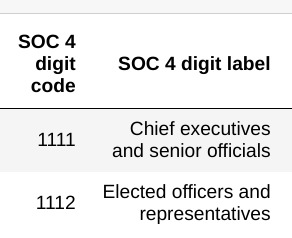 SOC 4
digit
code
SOC 4 digit label
1111
Chief executives
and senior officials
1112
Elected officers and
representatives